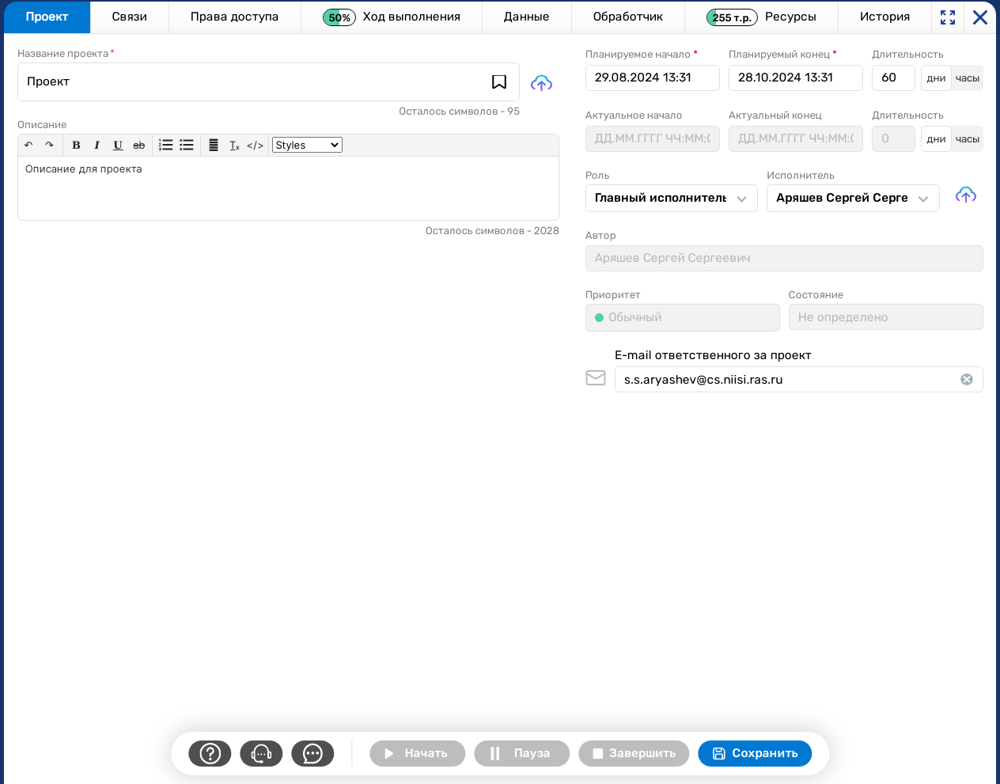 Проект Связи Права доступа 50% Ход выполнения Данные Обработчик 255 т.р. Ресурсы История
Название проекта *
Проект
Осталось символов - 95
Описание
B I U ab Tx </> Styles
Описание для проекта
Осталось символов - 2028
Планируемое начало * Планируемый конец * Длительность
29.08.2024 13:31 28.10.2024 13:31 60 дни часы
Актуальное начало Актуальный конец Длительность
ДД.ММ.ГГГГ ЧЧ:ММ:( ДД.ММ.ГГГГ ЧЧ:ММ:( 0 дни часы
Роль Исполнитель
Главный исполнитель Аряшев Сергей Серге
Автор
Аряшев Сергей Сергеевич
Приоритет Состояние
Обычный Не определено
E-mail ответственного за проект
s.s.aryashev@cs.niisi.ras.ru
Начать Пауза Завершить Сохранить